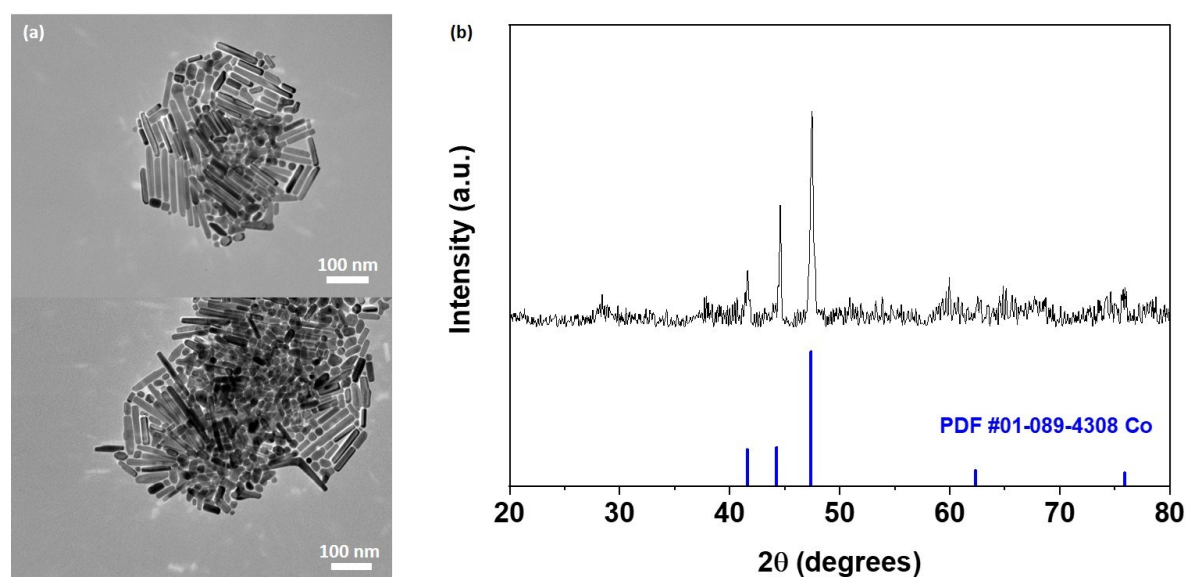 (a)
100 nm
100 nm
(b)
Intensity (a.u.)
PDF #01-089-4308 Co
20 30 40 50 60 70 80
2θ (degrees)